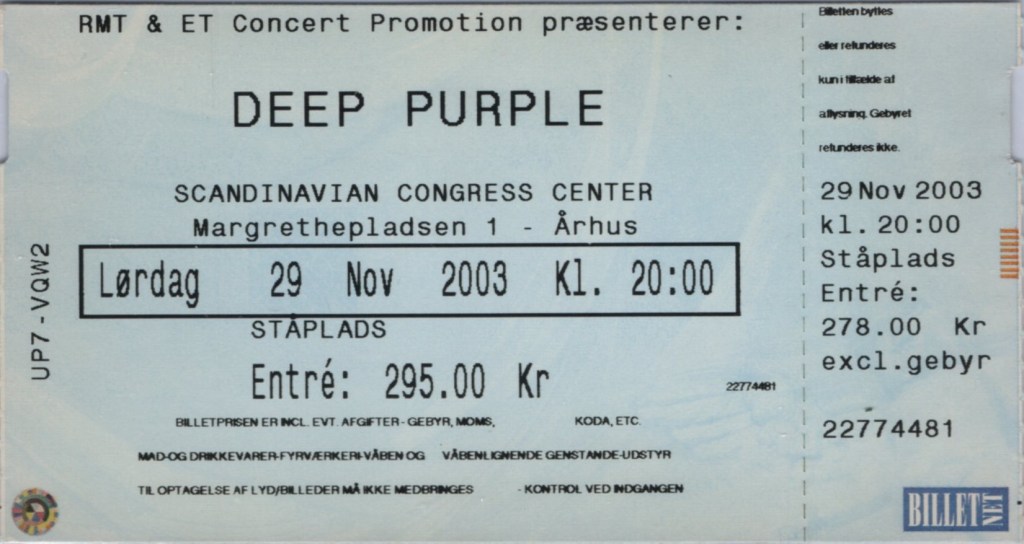 RMT & ET Concert Promotion præsenterer:
DEEP PURPLE
SCANDINAVIAN CONGRESS CENTER
Margrethepladsen 1 - Århus
Lørdag 29 Nov 2003 Kl. 20:00
STÅPLADS
Entré: 295.00 Kr
22774481
BILLETPRISEN ER INCL. EVT. AFGIFTER - GEBYR, MOMS, KODA, ETC.
MAD-OG DRIKKEVARER-FYRVÆRKERI-VÅBEN OG VÅBENLIGNENDE GENSTANDE-UDSTYR
TIL OPTAGELSE AF LYD/BILLEDER MÅ IKKE MEDBRINGES - KONTROL VED INDGANGEN
UP7-VQW2
Billetten byttes
eller refunderes
kun i tilfælde af
aflysning. Gebyret
refunderes ikke.
29 Nov 2003
kl. 20:00
Ståplads
Entré:
278.00 Kr
excl.gebyr
22774481
BILLET NET